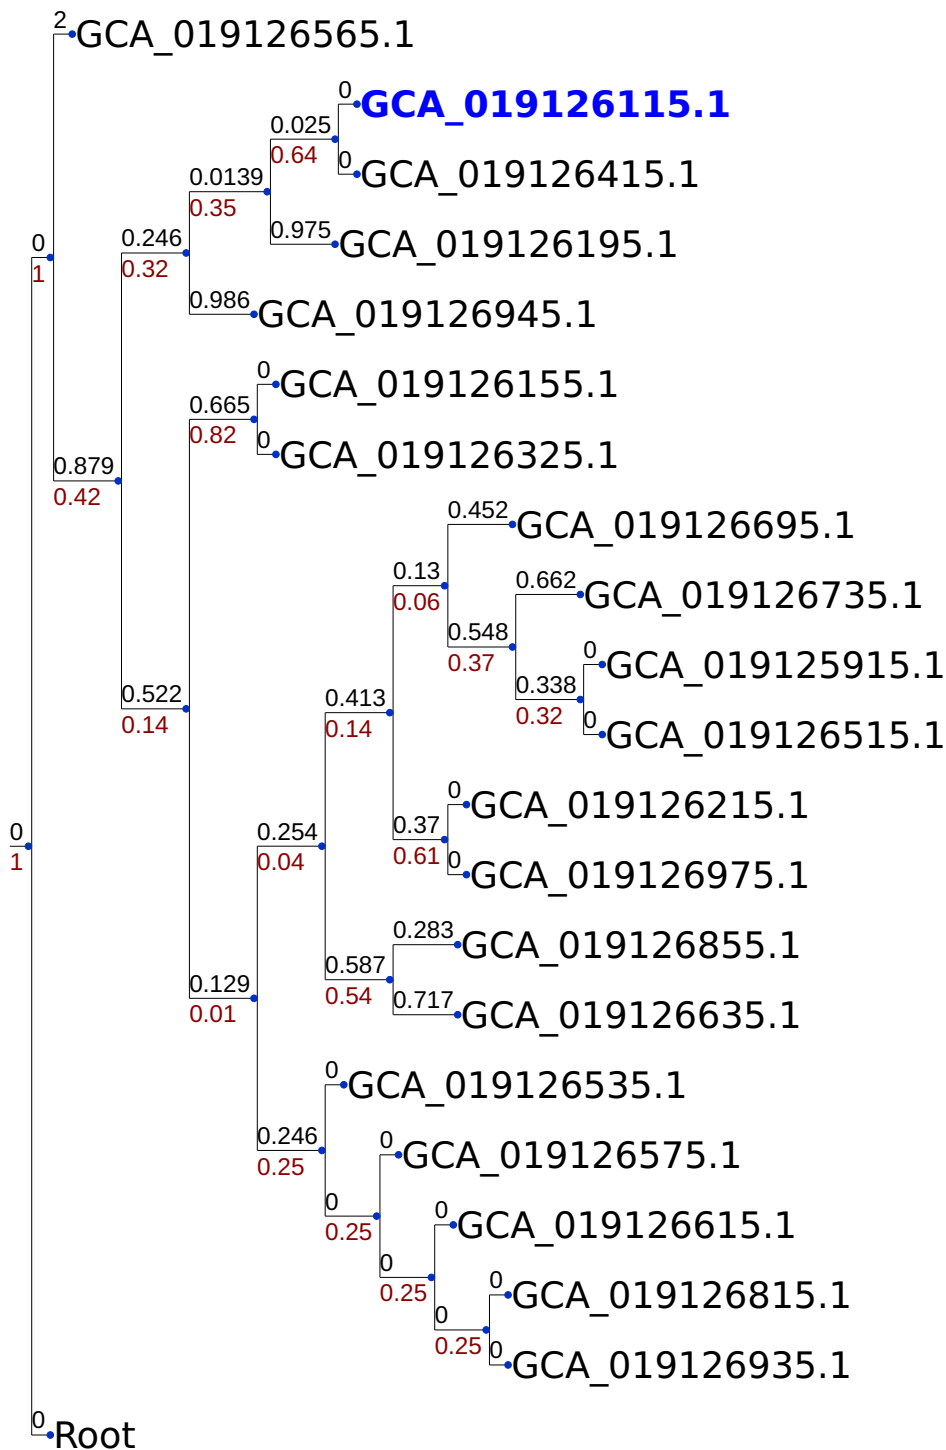 2
GCA_019126565.1
0
GCA_019126115.1
0.025
0.64
0
GCA_019126415.1
0.0139
0.35
0.975
GCA_019126195.1
0
1
0.246
0.32
0.986
GCA_019126945.1
0
GCA_019126155.1
0.665
0.82
0
GCA_019126325.1
0.879
0.42
0.452
GCA_019126695.1
0.13
0.06
0.662
GCA_019126735.1
0.548
0.37
0
GCA_019125915.1
0.338
0.32
0.522
0.14
0.413
0.14
0
GCA_019126515.1
0
GCA_019126215.1
0
1
0.254
0.04
0.37
0.61
0
GCA_019126975.1
0.283
GCA_019126855.1
0.587
0.54
0.129
0.01
0.717
GCA_019126635.1
0
GCA_019126535.1
0.246
0.25
0
GCA_019126575.1
0
0.25
0
GCA_019126615.1
0
0.25
0
GCA_019126815.1
0
0.25
0
GCA_019126935.1
0
Root